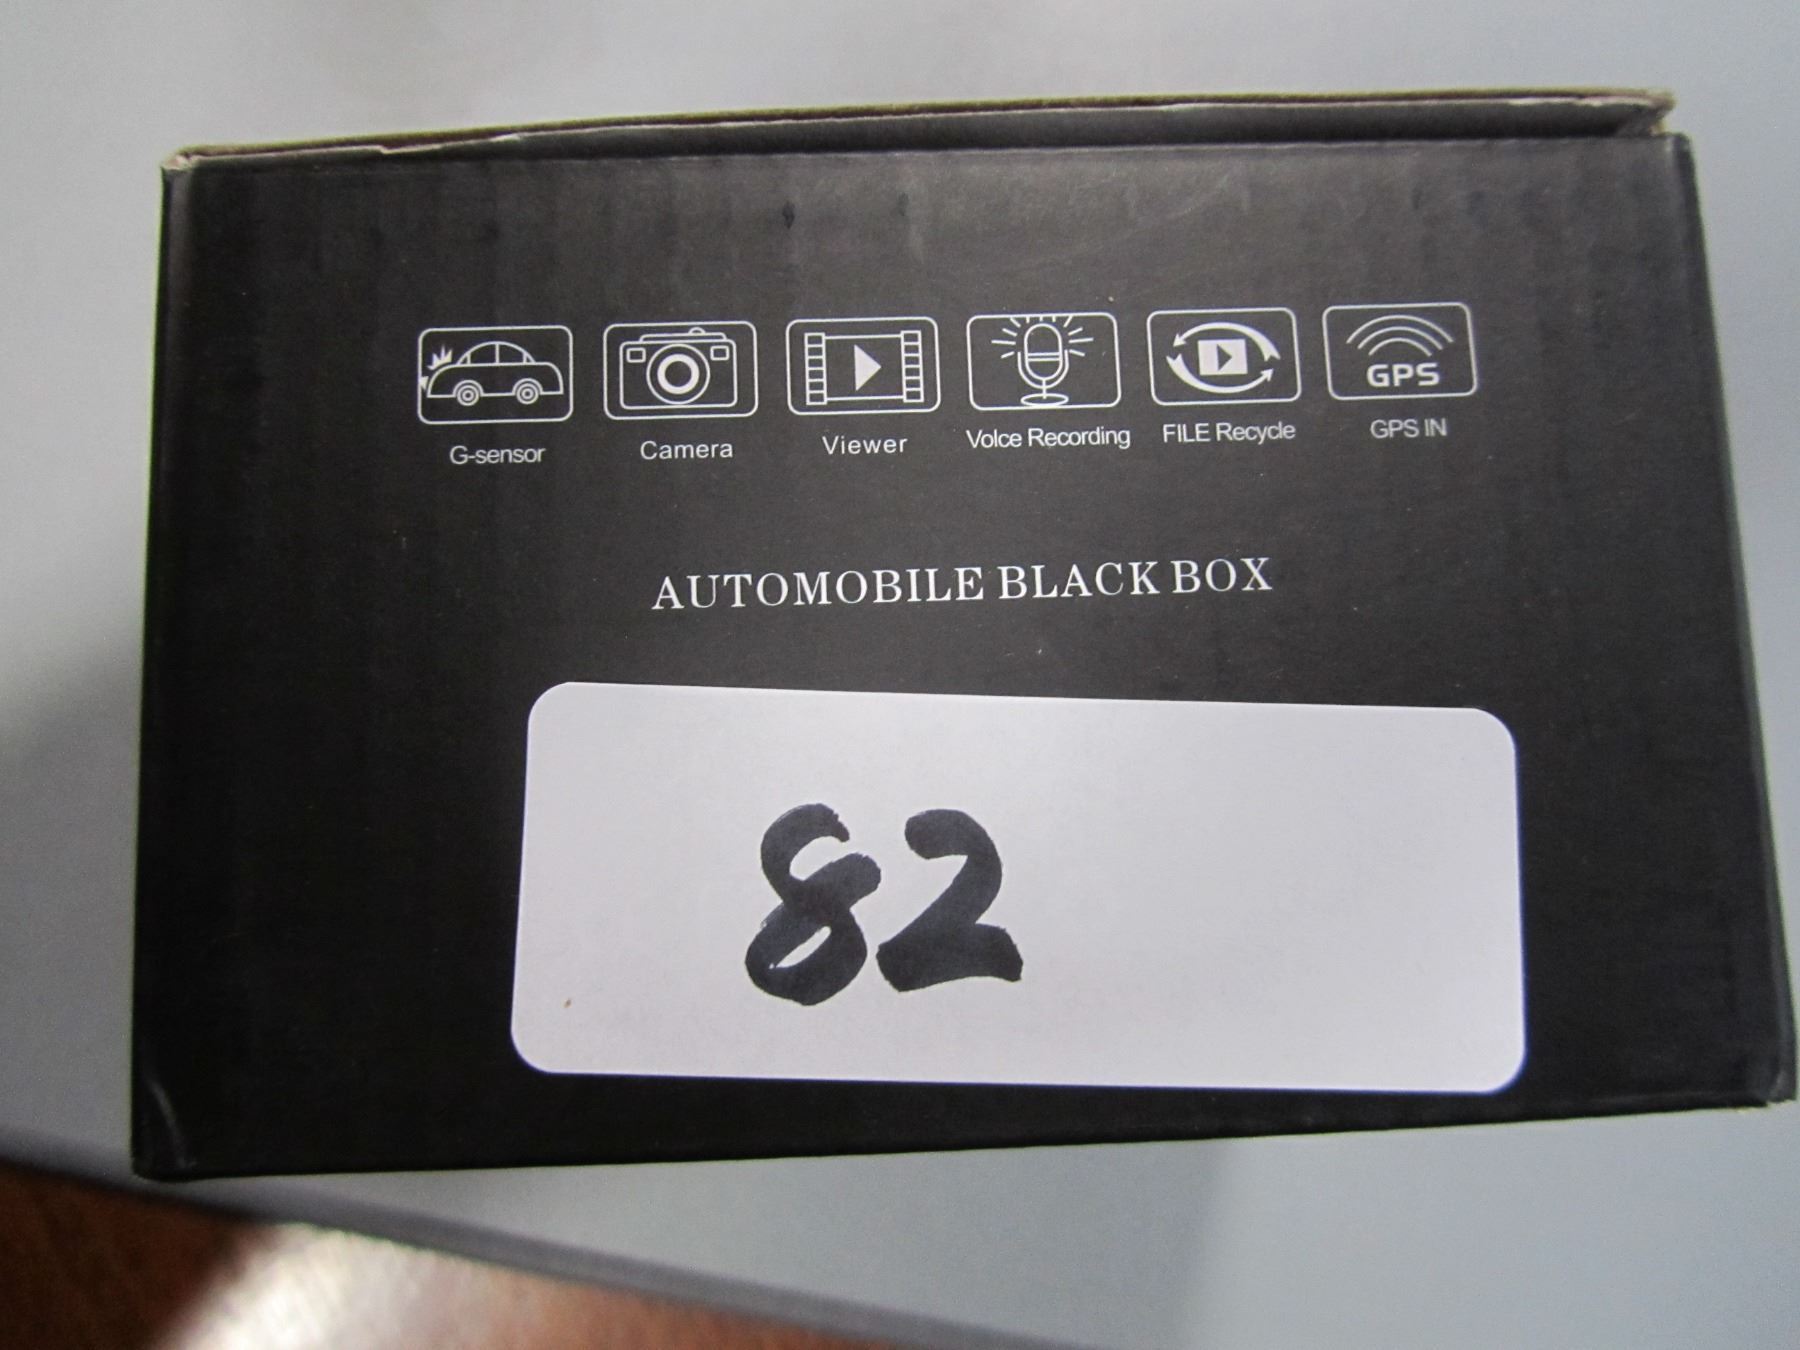 GPS
G-sensor Camera Viewer Voice Recording FILE Recycle GPS IN
AUTOMOBILE BLACK BOX
82